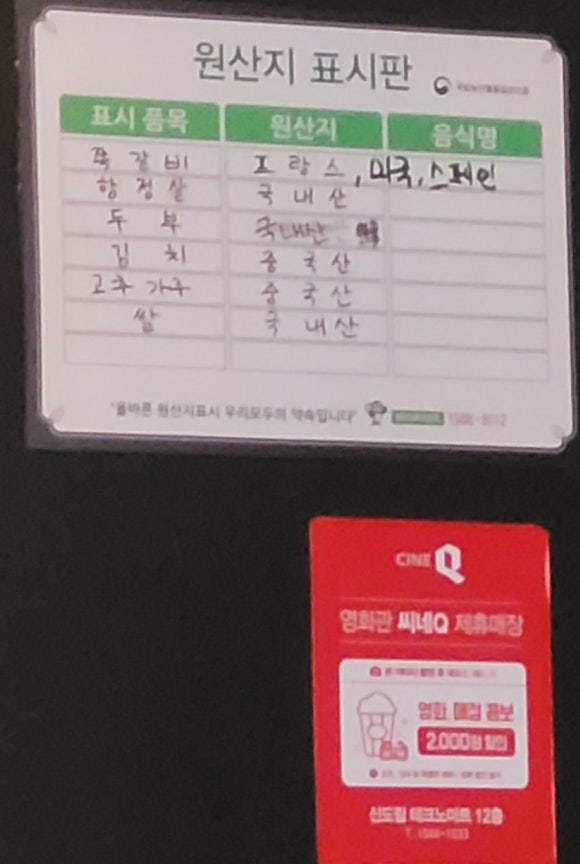 원산지 표시판
표시 품목 원산지 음식명
쪽 갈 비 프 랑 스, 미국, 스페인
항 정 살 국 내 산
두 부 국내산
김 치 중 국 산
고추 가루 중 국 산
쌀 국 내 산
"올바른 원산지표시 우리모두의 약속입니다" 1588-8112
CINE Q
영화관 씨네Q 제휴매장
영화 매점 콤보
2,000원 할인
신도림 테크노마트 12층